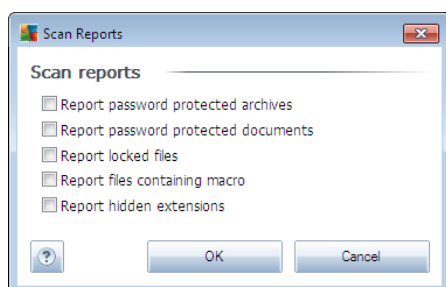 Scan Reports
Scan reports
Report password protected archives
Report password protected documents
Report locked files
Report files containing macro
Report hidden extensions
?
OK
Cancel